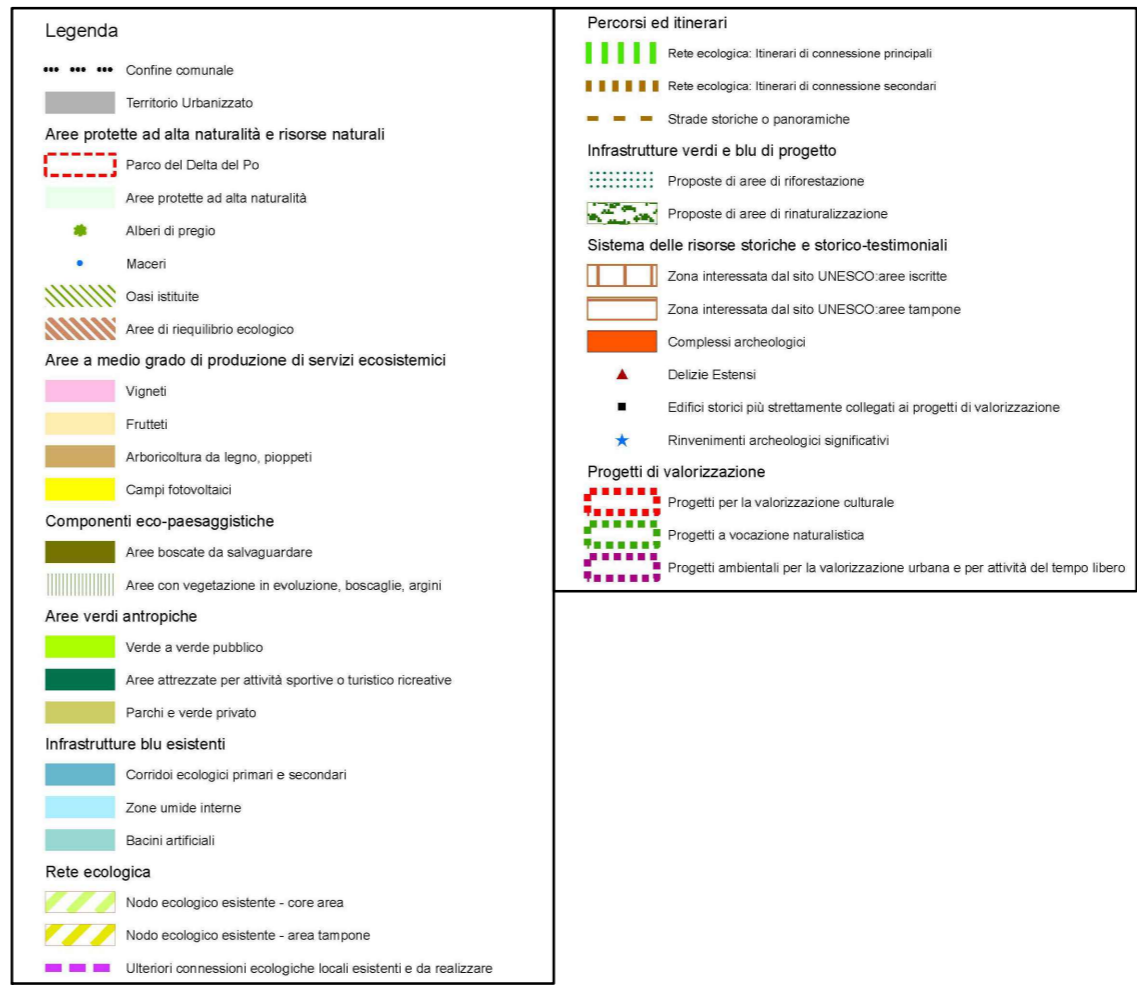 Legenda
Confine comunale
Territorio Urbanizzato
Aree protette ad alta naturalità e risorse naturali
Parco del Delta del Po
Aree protette ad alta naturalità
Alberi di pregio
Maceri
Oasi istituite
Aree di riequilibrio ecologico
Aree a medio grado di produzione di servizi ecosistemici
Vigneti
Frutteti
Arboricoltura da legno, pioppeti
Campi fotovoltaici
Componenti eco-paesaggistiche
Aree boscate da salvaguardare
Aree con vegetazione in evoluzione, boscaglie, argini
Aree verdi antropiche
Verde a verde pubblico
Aree attrezzate per attività sportive o turistico ricreative
Parchi e verde privato
Infrastrutture blu esistenti
Corridoi ecologici primari e secondari
Zone umide interne
Bacini artificiali
Rete ecologica
Nodo ecologico esistente - core area
Nodo ecologico esistente - area tampone
Ulteriori connessioni ecologiche locali esistenti e da realizzare
Percorsi ed itinerari
Rete ecologica: Itinerari di connessione principali
Rete ecologica: Itinerari di connessione secondari
Strade storiche o panoramiche
Infrastrutture verdi e blu di progetto
Proposte di aree di riforestazione
Proposte di aree di rinaturalizzazione
Sistema delle risorse storiche e storico-testimoniali
Zona interessata dal sito UNESCO:aree iscritte
Zona interessata dal sito UNESCO:aree tampone
Complessi archeologici
Delizie Estensi
Edifici storici più strettamente collegati ai progetti di valorizzazione
Rinvenimenti archeologici significativi
Progetti di valorizzazione
Progetti per la valorizzazione culturale
Progetti a vocazione naturalistica
Progetti ambientali per la valorizzazione urbana e per attività del tempo libero